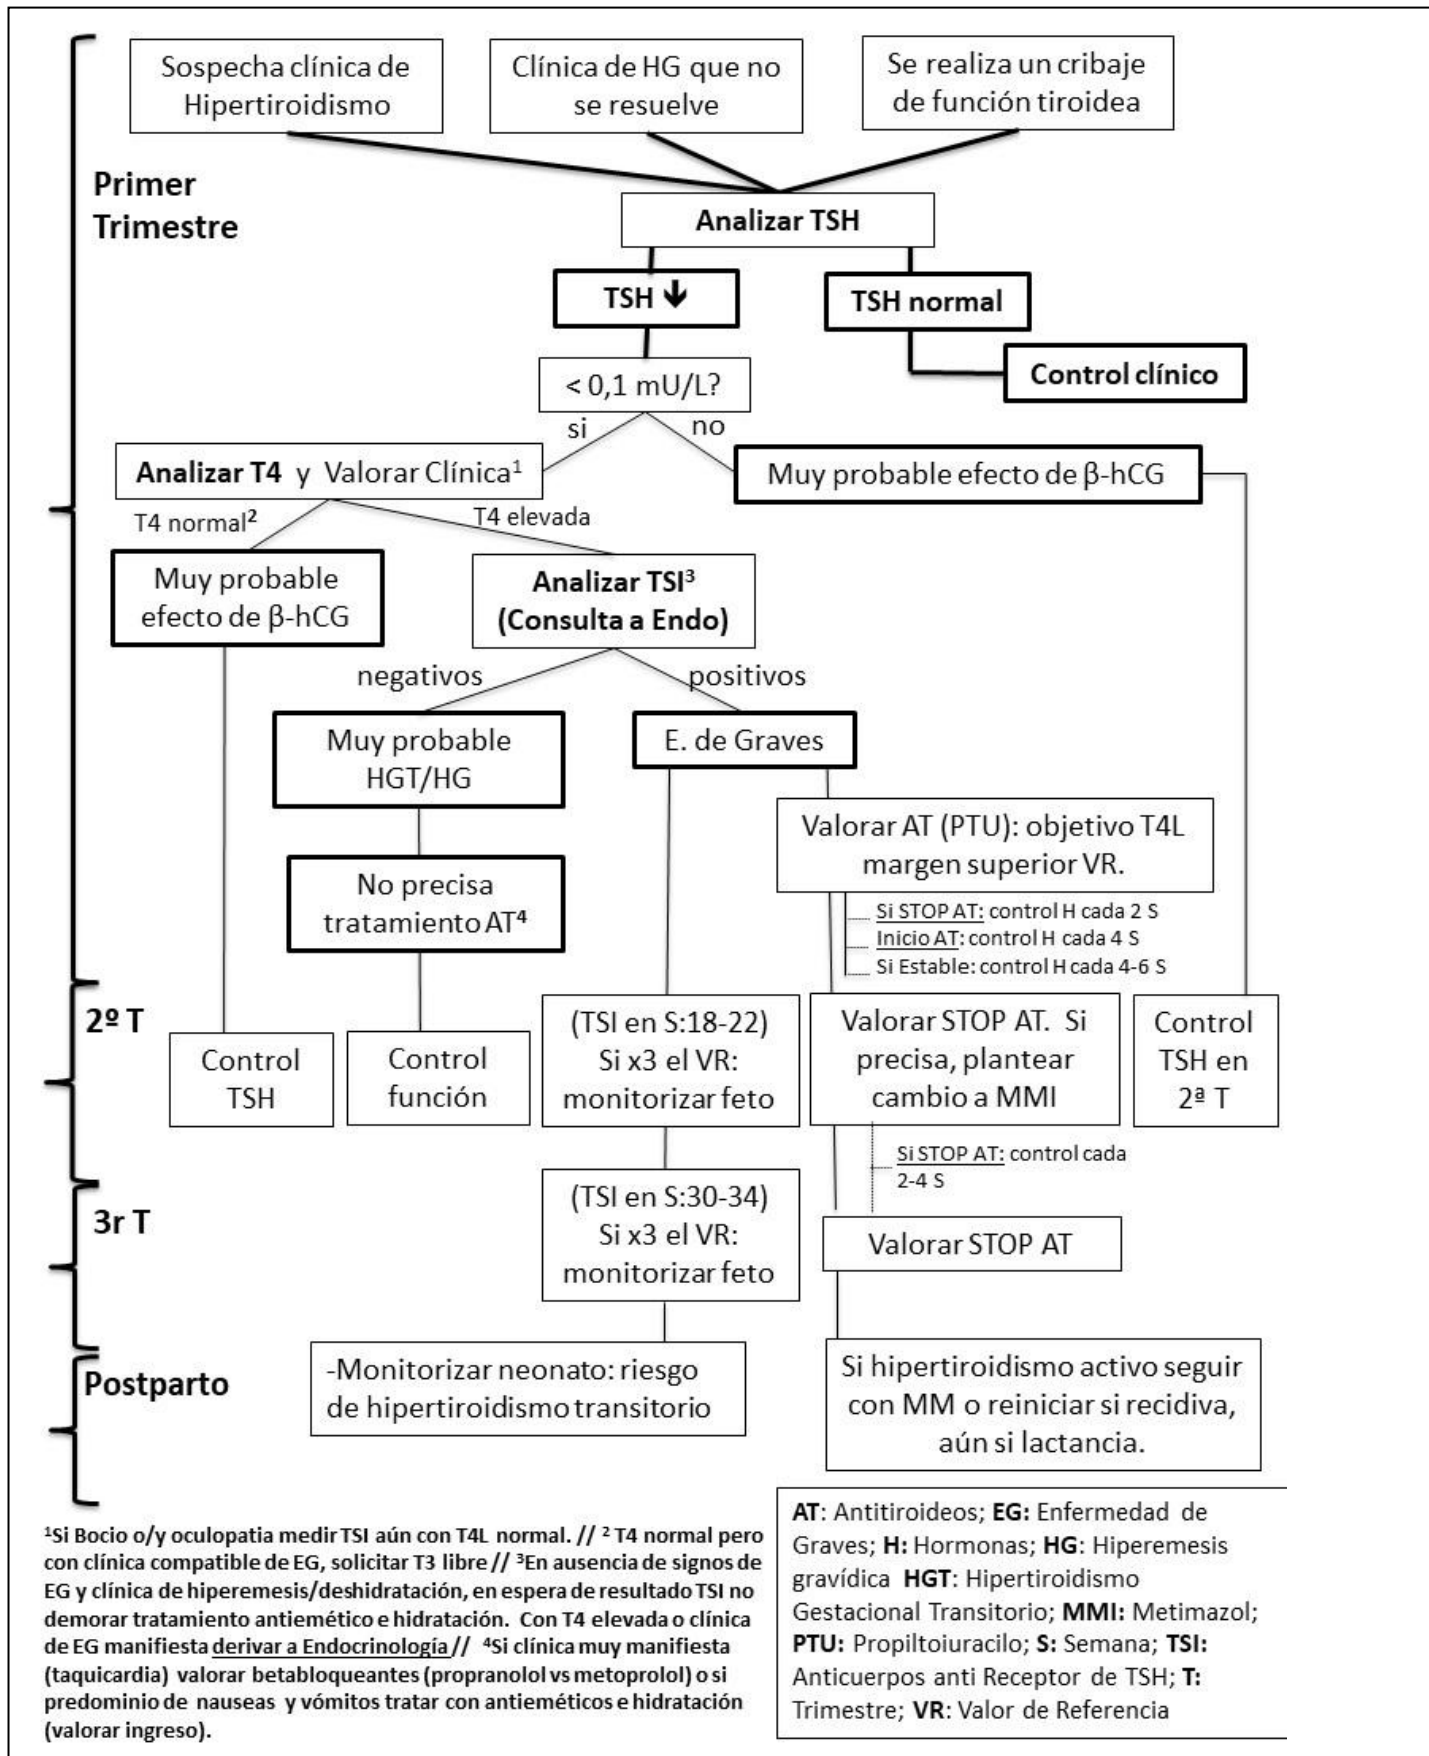 Sospecha clínica de
Hipertiroidismo
Clínica de HG que no
se resuelve
Se realiza un cribaje
de función tiroidea
Primer
Trimestre
Analizar TSH
TSH ↓
TSH normal
Control clínico
< 0,1 mU/L?
si
no
Analizar T4 y Valorar Clínica¹
Muy probable efecto de β-hCG
T4 normal²
T4 elevada
Muy probable
efecto de β-hCG
Analizar TSI³
(Consulta a Endo)
negativos
positivos
Muy probable
HGT/HG
E. de Graves
Valorar AT (PTU): objetivo T4L
margen superior VR.
No precisa
tratamiento AT⁴
Si STOP AT: control H cada 2 S
Inicio AT: control H cada 4 S
Si Estable: control H cada 4-6 S
2º T
Control
TSH
Control
función
(TSI en S:18-22)
Si x3 el VR:
monitorizar feto
Valorar STOP AT. Si
precisa, plantear
cambio a MMI
Control
TSH en
2ª T
Si STOP AT: control cada
2-4 S
3r T
(TSI en S:30-34)
Si x3 el VR:
monitorizar feto
Valorar STOP AT
Postparto
-Monitorizar neonato: riesgo
de hipertiroidismo transitorio
Si hipertiroidismo activo seguir
con MM o reiniciar si recidiva,
aún si lactancia.
¹Si Bocio o/y oculopatia medir TSI aún con T4L normal. // ² T4 normal pero
con clínica compatible de EG, solicitar T3 libre // ³En ausencia de signos de
EG y clínica de hiperemesis/deshidratación, en espera de resultado TSI no
demorar tratamiento antiemético e hidratación. Con T4 elevada o clínica
de EG manifiesta derivar a Endocrinología // ⁴Si clínica muy manifiesta
(taquicardia) valorar betabloqueantes (propranolol vs metoprolol) o si
predominio de nauseas y vómitos tratar con antieméticos e hidratación
(valorar ingreso).
AT: Antitiroideos; EG: Enfermedad de
Graves; H: Hormonas; HG: Hiperemesis
gravídica HGT: Hipertiroidismo
Gestacional Transitorio; MMI: Metimazol;
PTU: Propiltoiuracilo; S: Semana; TSI:
Anticuerpos anti Receptor de TSH; T:
Trimestre; VR: Valor de Referencia